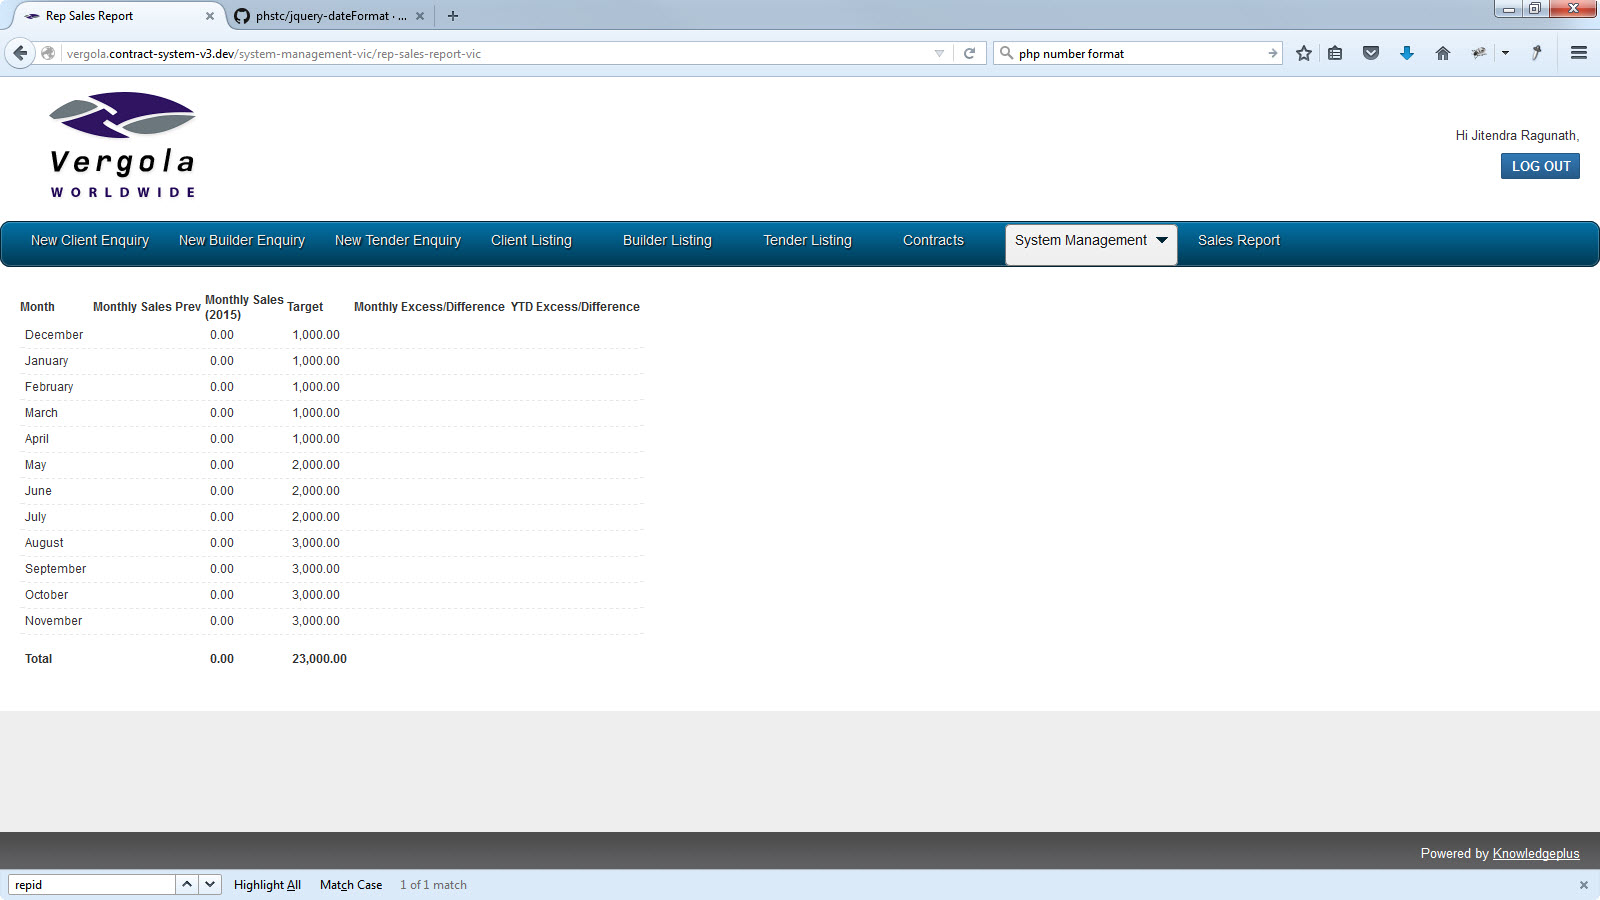 Rep Sales Report
phstc/jquery-dateFormat · ...
vergola.contract-system-v3.dev/system-management-vic/rep-sales-report-vic
php number format
Vergola
WORLDWIDE
Hi Jitendra Ragunath,
LOG OUT
New Client Enquiry New Builder Enquiry New Tender Enquiry Client Listing Builder Listing Tender Listing Contracts System Management Sales Report
Month Monthly Sales Prev Monthly Sales (2015) Target Monthly Excess/Difference YTD Excess/Difference
December 0.00 1,000.00
January 0.00 1,000.00
February 0.00 1,000.00
March 0.00 1,000.00
April 0.00 1,000.00
May 0.00 2,000.00
June 0.00 2,000.00
July 0.00 2,000.00
August 0.00 3,000.00
September 0.00 3,000.00
October 0.00 3,000.00
November 0.00 3,000.00
Total 0.00 23,000.00
Powered by Knowledgeplus
repid Highlight All Match Case 1 of 1 match